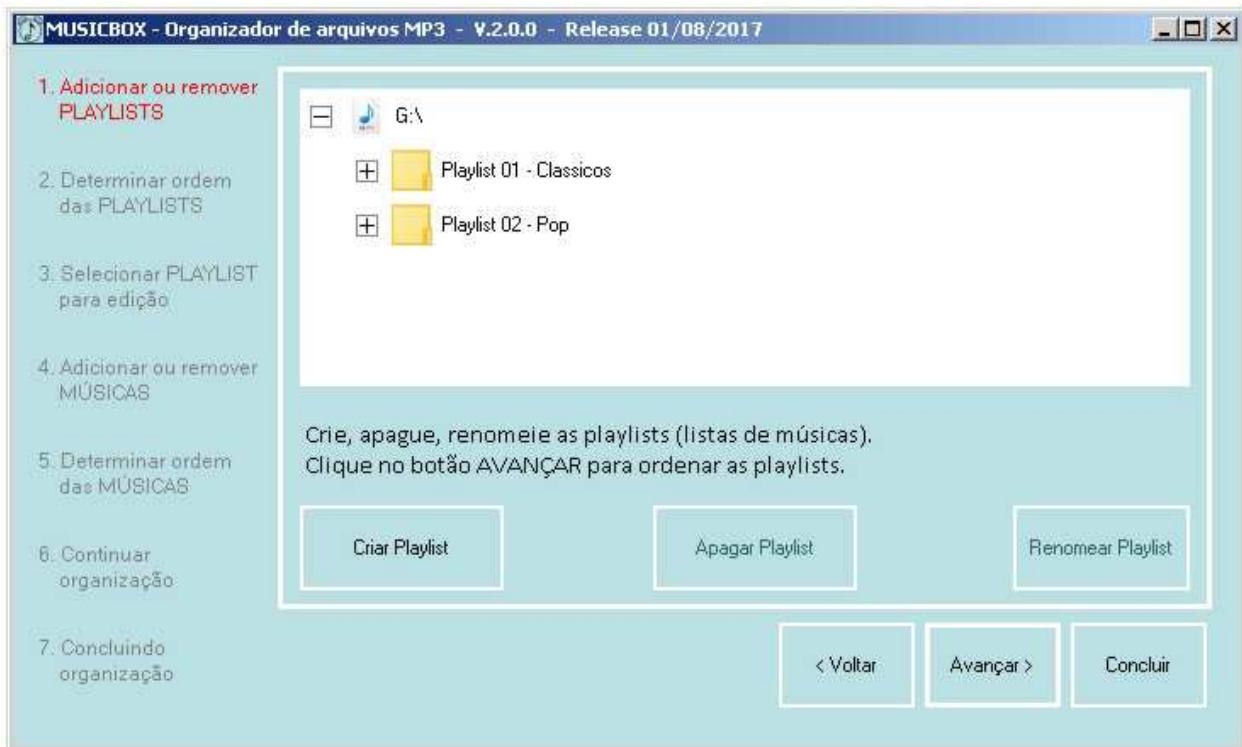 MUSICBOX - Organizador de arquivos MP3 - V.2.0.0 - Release 01/08/2017
1. Adicionar ou remover
PLAYLISTS
2. Determinar ordem
das PLAYLISTS
3. Selecionar PLAYLIST
para edição
4. Adicionar ou remover
MÚSICAS
5. Determinar ordem
das MÚSICAS
6. Continuar
organização
7. Concluindo
organização
G:\
Playlist 01 - Classicos
Playlist 02 - Pop
Crie, apague, renomeie as playlists (listas de músicas).
Clique no botão AVANÇAR para ordenar as playlists.
Criar Playlist
Apagar Playlist
Renomear Playlist
< Voltar
Avançar >
Concluir